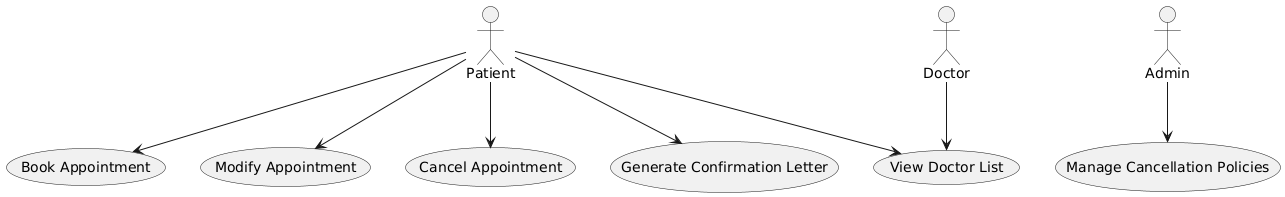 Patient
Doctor
Admin
Book Appointment
Modify Appointment
Cancel Appointment
Generate Confirmation Letter
View Doctor List
Manage Cancellation Policies